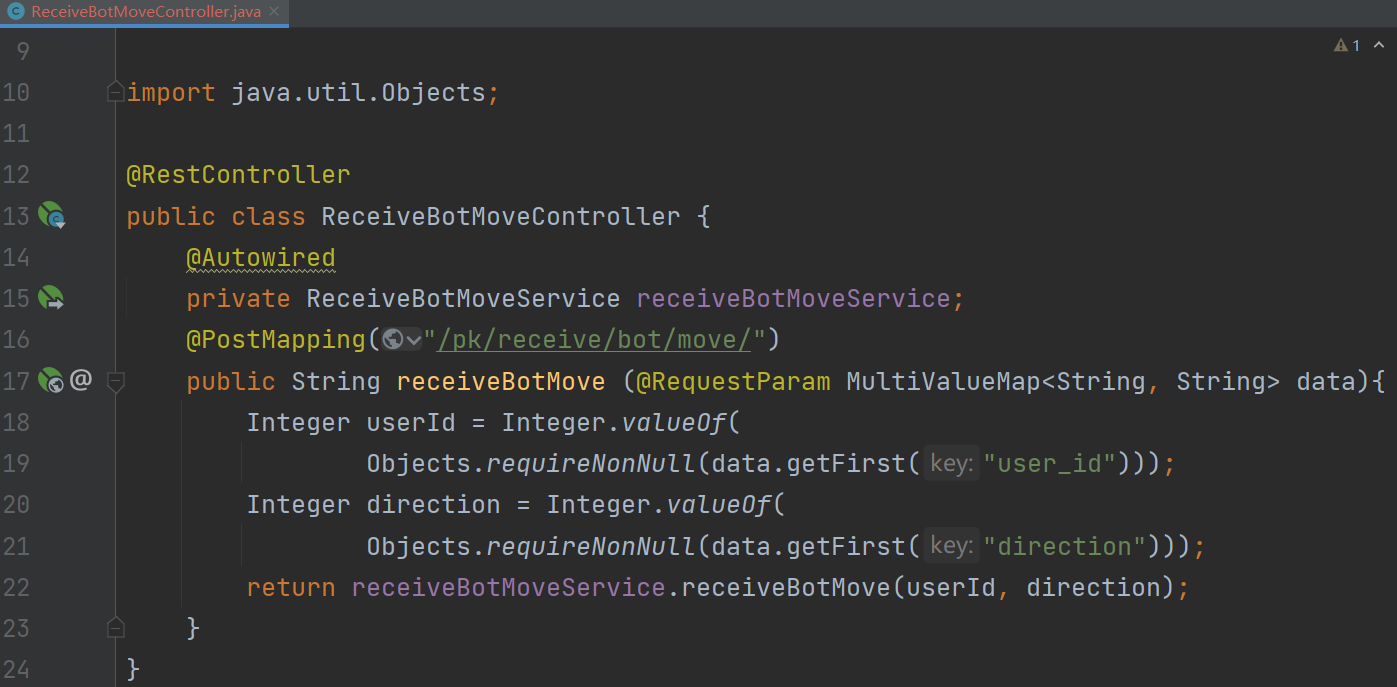 ReceiveBotMoveController.java
1
9
10 import java.util.Objects;
11
12 @RestController
13 public class ReceiveBotMoveController {
14 @Autowired
15 private ReceiveBotMoveService receiveBotMoveService;
16 @PostMapping("/pk/receive/bot/move/")
17 @ public String receiveBotMove (@RequestParam MultiValueMap<String, String> data){
18 Integer userId = Integer.valueOf(
19 Objects.requireNonNull(data.getFirst( key: "user_id")));
20 Integer direction = Integer.valueOf(
21 Objects.requireNonNull(data.getFirst( key: "direction")));
22 return receiveBotMoveService.receiveBotMove(userId, direction);
23 }
24 }